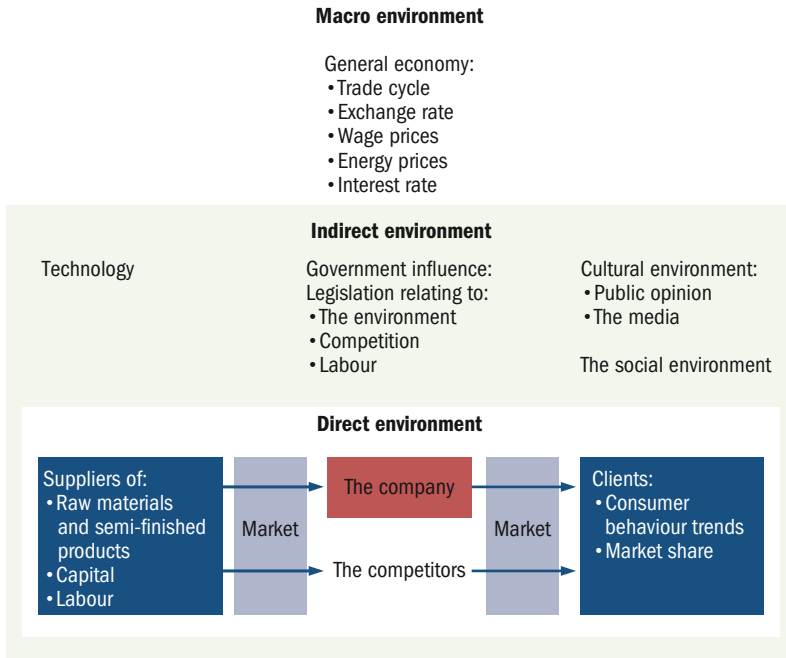 Macro environment
General economy:
• Trade cycle
• Exchange rate
• Wage prices
• Energy prices
• Interest rate
Indirect environment
Technology
Government influence:
Legislation relating to:
• The environment
• Competition
• Labour
Cultural environment:
• Public opinion
• The media
The social environment
Direct environment
Suppliers of:
• Raw materials
and semi-finished
products
• Capital
• Labour
Market
The company
The competitors
Market
Clients:
• Consumer
behaviour trends
• Market share